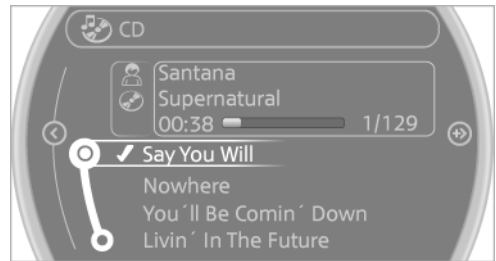 CD
Santana
Supernatural
00:38 1/129
Say You Will
Nowhere
You´ll Be Comin´ Down
Livin´ In The Future